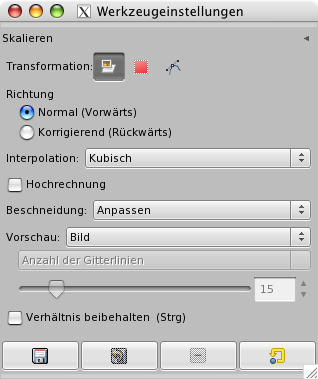 Werkzeugeinstellungen
Skalieren
Transformation:
Richtung
Normal (Vorwärts)
Korrigierend (Rückwärts)
Interpolation: Kubisch
Hochrechnung
Beschneidung: Anpassen
Vorschau: Bild
Anzahl der Gitterlinien
15
Verhältnis beibehalten (Strg)